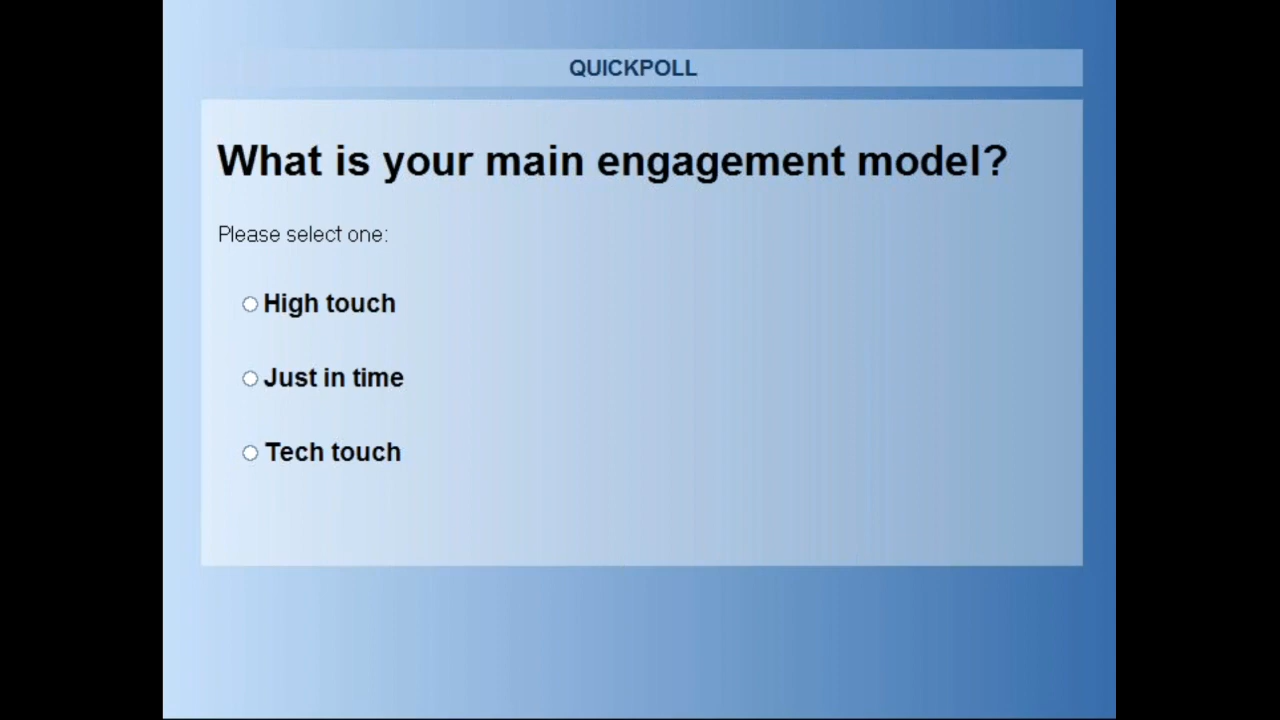 QUICKPOLL
What is your main engagement model?
Please select one:
High touch
Just in time
Tech touch